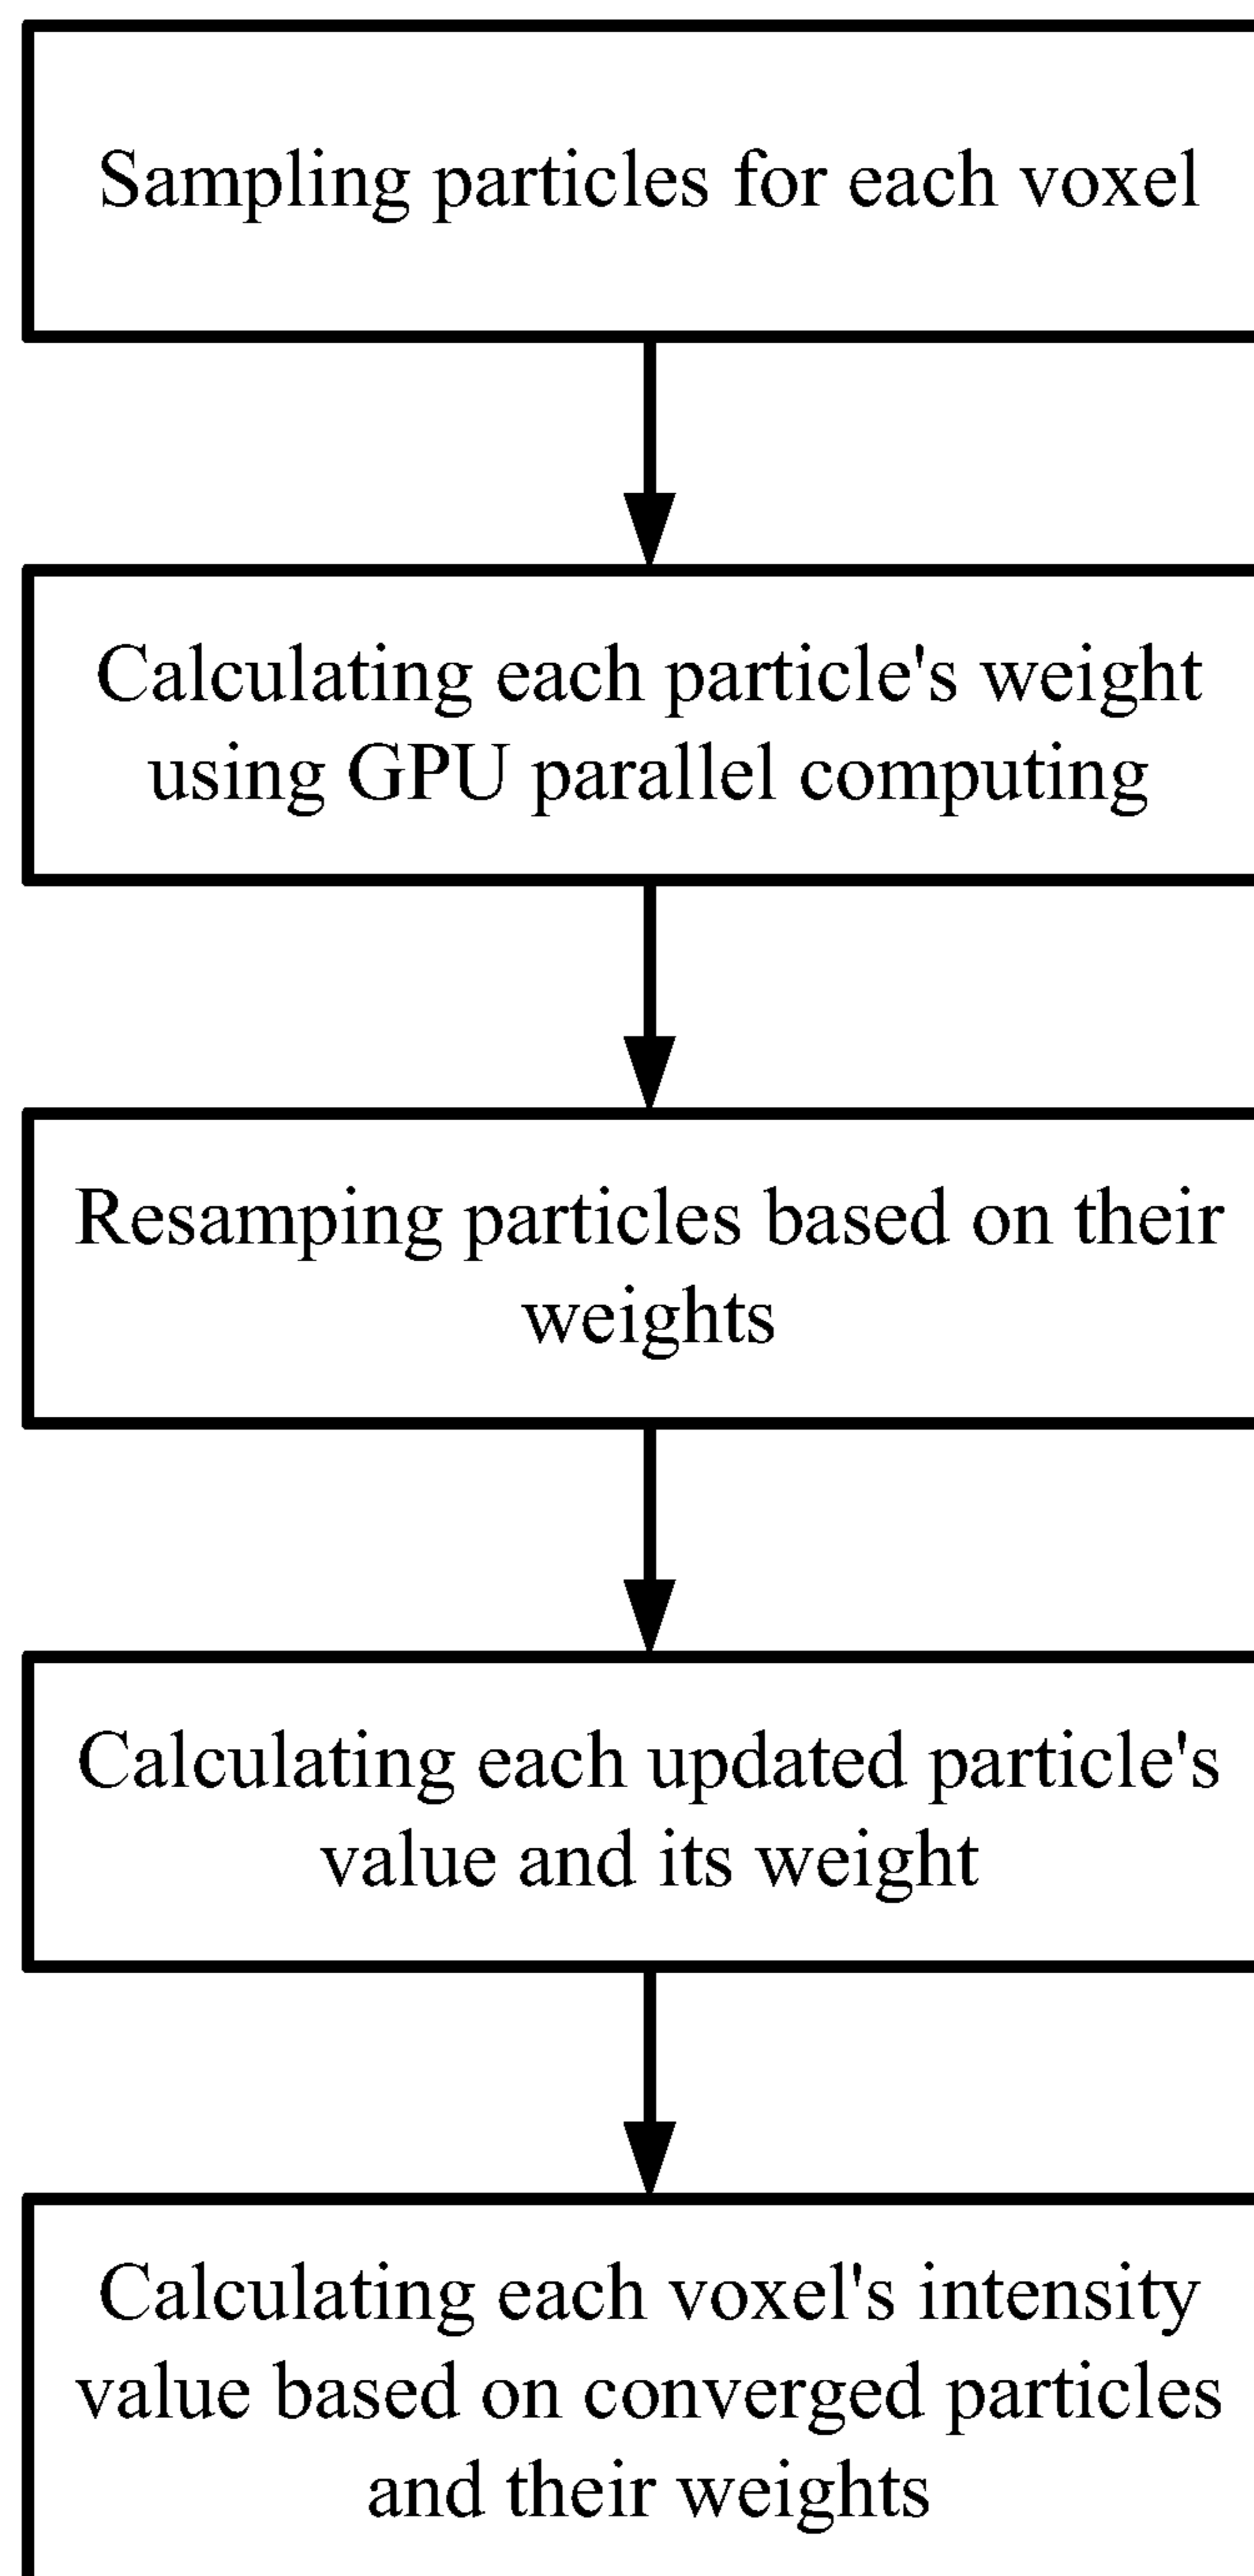 Sampling particles for each voxel
Calculating each particle's weight
using GPU parallel computing
Resamping particles based on their
weights
Calculating each updated particle's
value and its weight
Calculating each voxel's intensity
value based on converged particles
and their weights